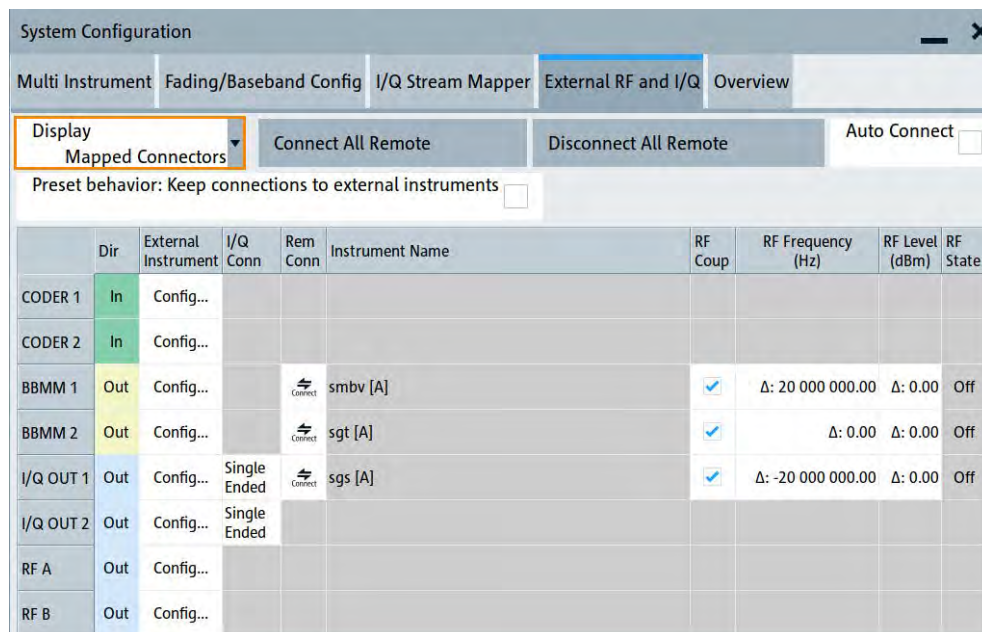 System Configuration
Multi Instrument Fading/Baseband Config I/Q Stream Mapper External RF and I/Q Overview
Display
Mapped Connectors
Connect All Remote
Disconnect All Remote
Auto Connect
Preset behavior: Keep connections to external instruments
Dir External Instrument I/Q Conn Rem Conn Instrument Name RF Coup RF Frequency (Hz) RF Level (dBm) RF State
CODER 1 In Config...
CODER 2 In Config...
BBMM 1 Out Config... Connect smbv [A] Δ: 20 000 000.00 Δ: 0.00 Off
BBMM 2 Out Config... Connect sgt [A] Δ: 0.00 Δ: 0.00 Off
I/Q OUT 1 Out Config... Single Ended Connect sgs [A] Δ: -20 000 000.00 Δ: 0.00 Off
I/Q OUT 2 Out Config... Single Ended
RF A Out Config...
RF B Out Config...